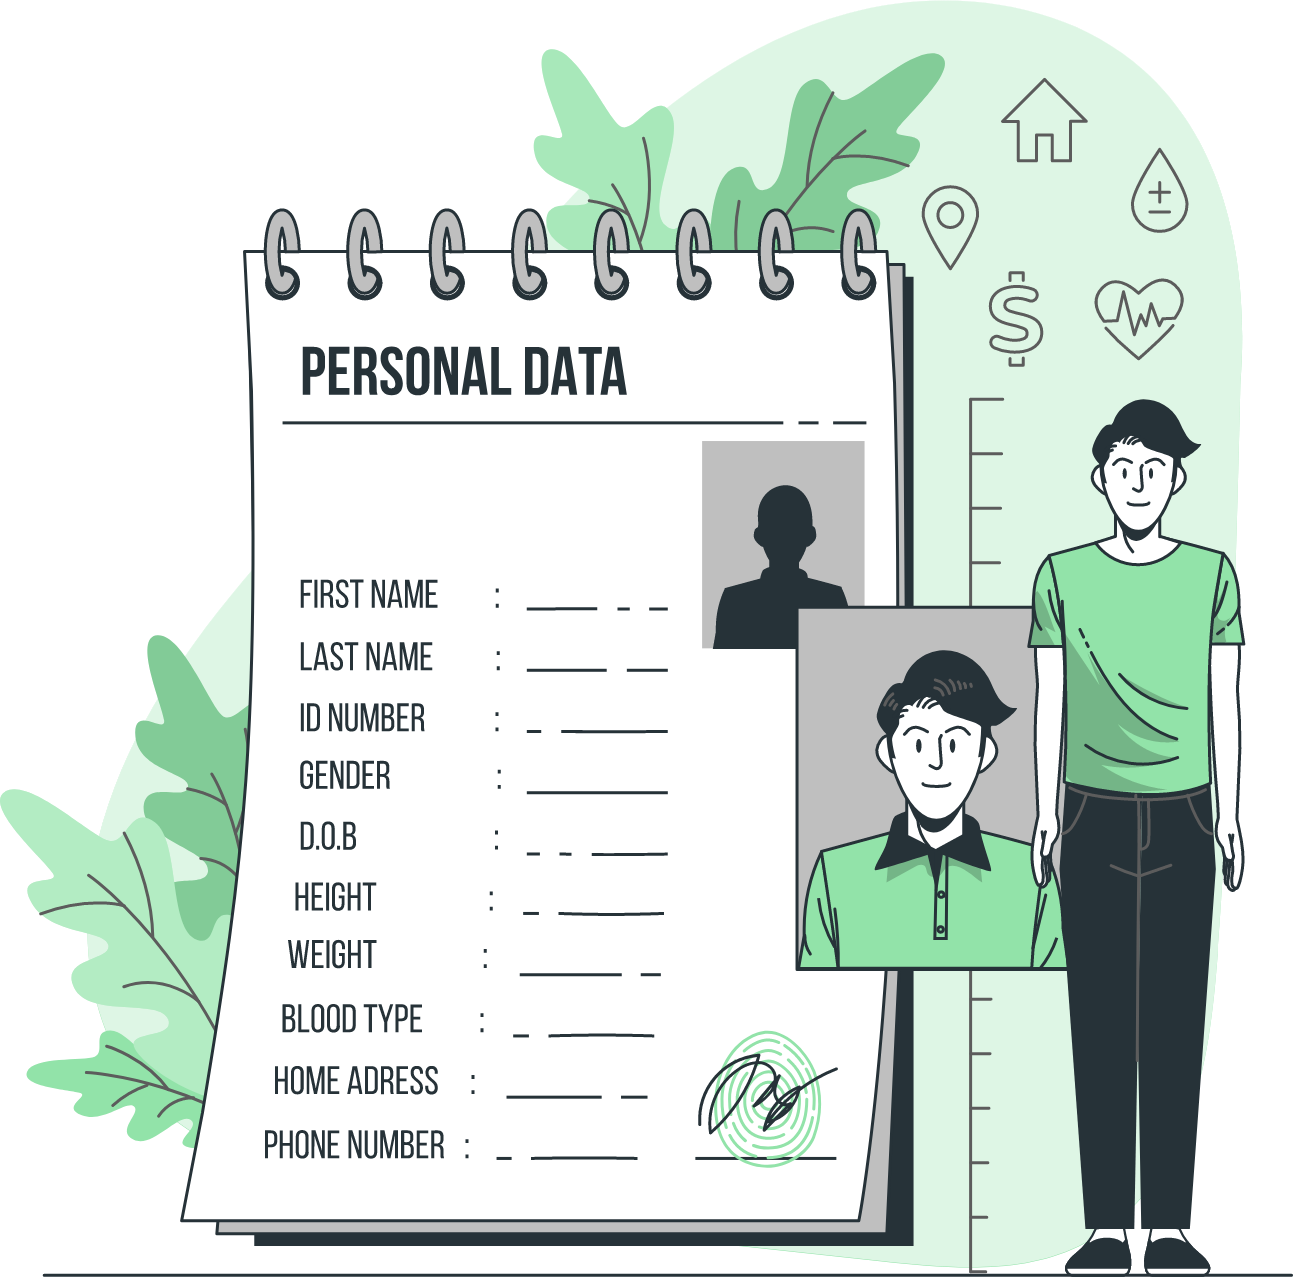 PERSONAL DATA
FIRST NAME :
LAST NAME :
ID NUMBER :
GENDER :
D.O.B :
HEIGHT :
WEIGHT :
BLOOD TYPE :
HOME ADRESS :
PHONE NUMBER :